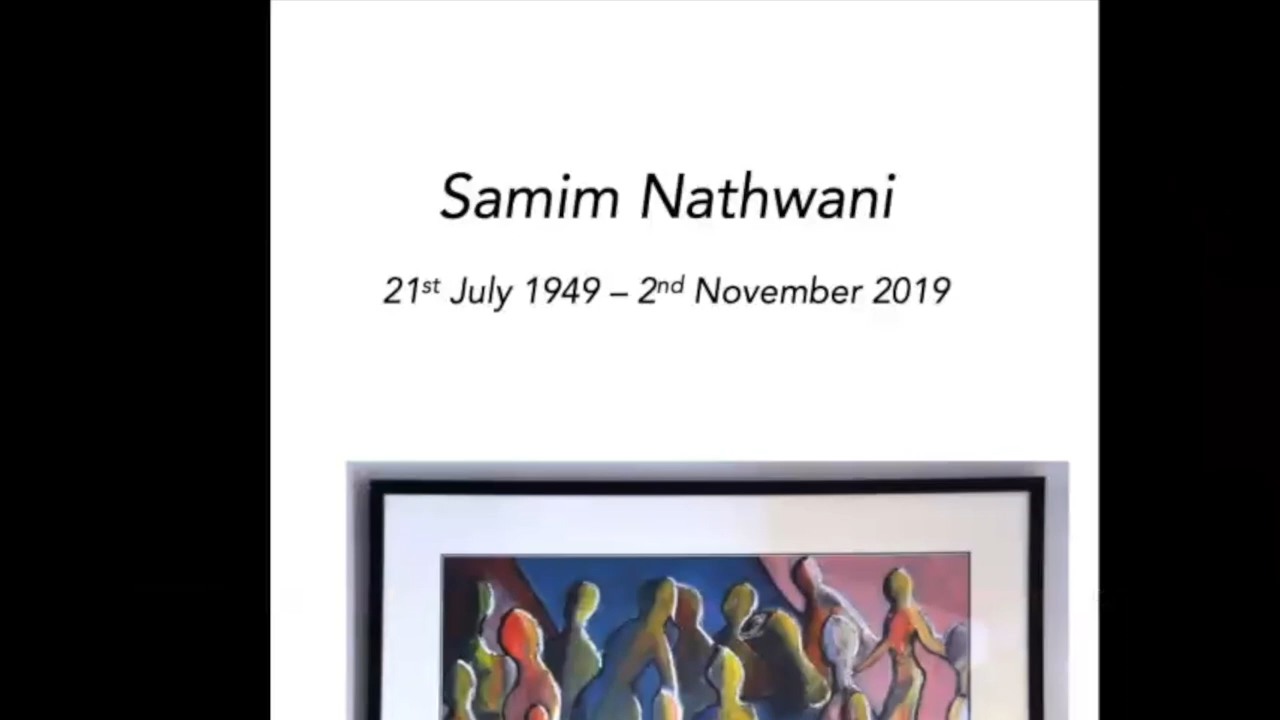 Samim Nathwani
21st July 1949 – 2nd November 2019